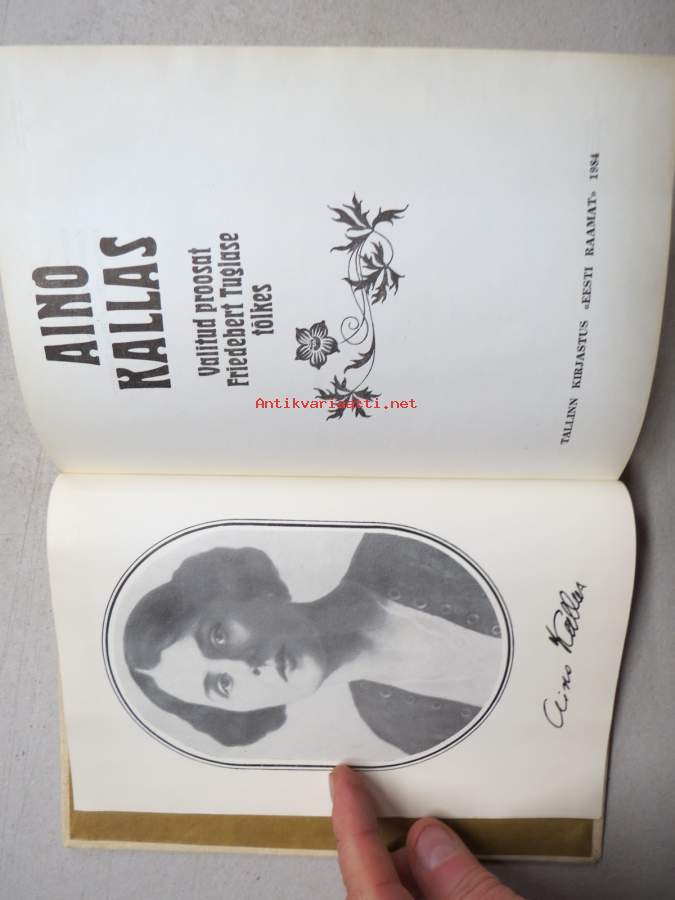 AINO
KALLAS
Valitud proosat
Friedebert Tuglase
tõlkes
TALLINN KIRJASTUS «EESTI RAAMAT» 1984
Aino Kallas
Antikvariaatti.net